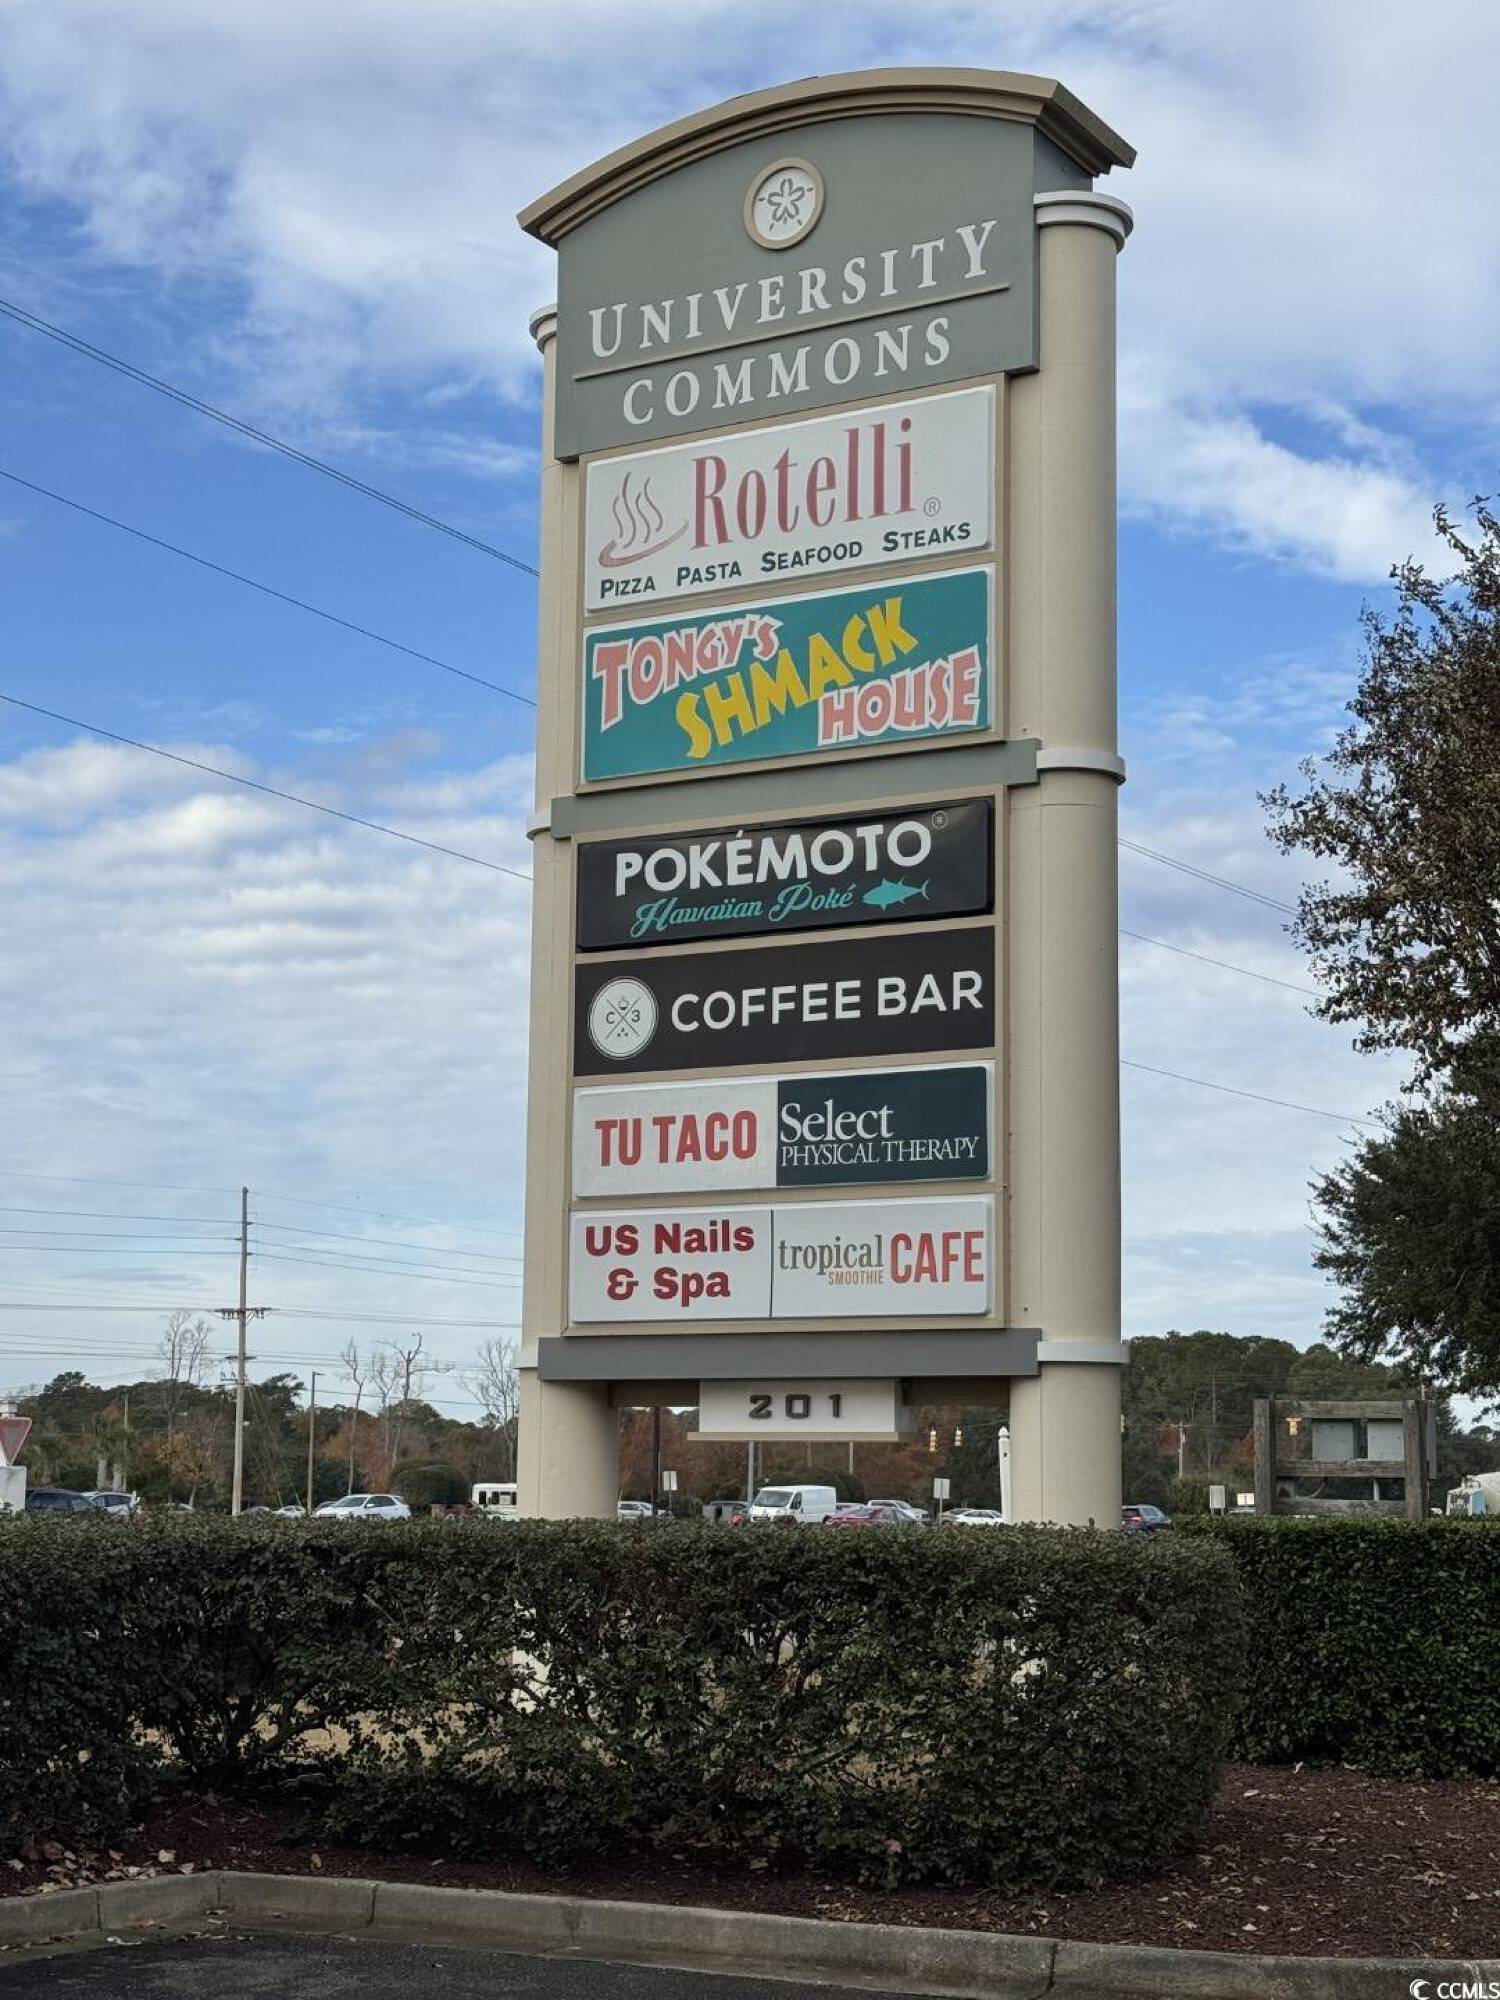 UNIVERSITY
COMMONS
Rotelli®
PIZZA PASTA SEAFOOD STEAKS
TONGY'S
SHMACK
HOUSE
POKÉMOTO®
Hawaiian Poké
C 3 COFFEE BAR
TU TACO
Select
PHYSICAL THERAPY
US Nails
& Spa
tropical CAFE
SMOOTHIE
201
CCMLS